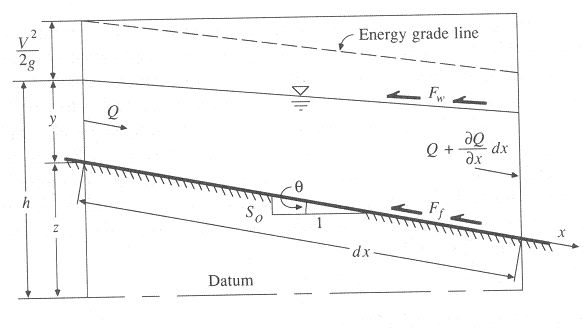 Energy grade line
V²
2g
F_w
Q
y
Q + ∂Q/∂x dx
θ
S_o
1
F_f
h
z
x
dx
Datum